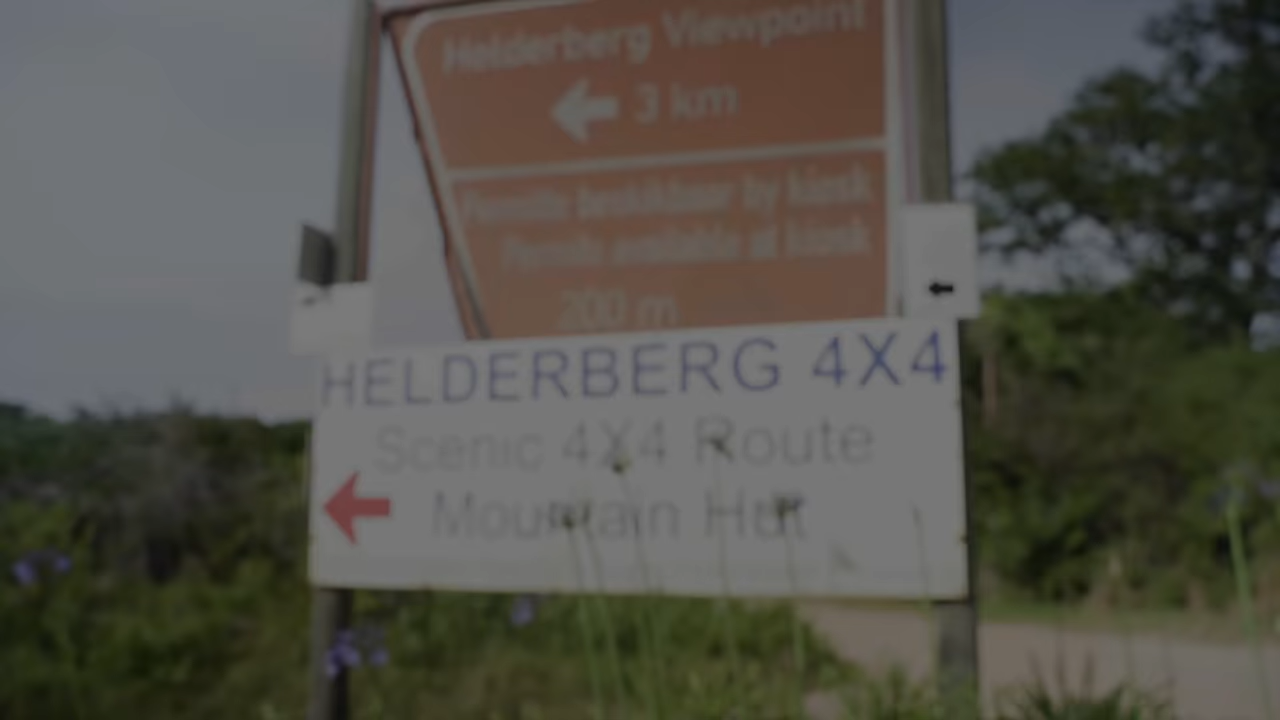 Helderberg Viewpoint
3 km
Permitte beskikbaar by kiosk
Permits available at kiosk
200 m
HELDERBERG 4X4
Scenic 4X4 Route
Mountain Hut